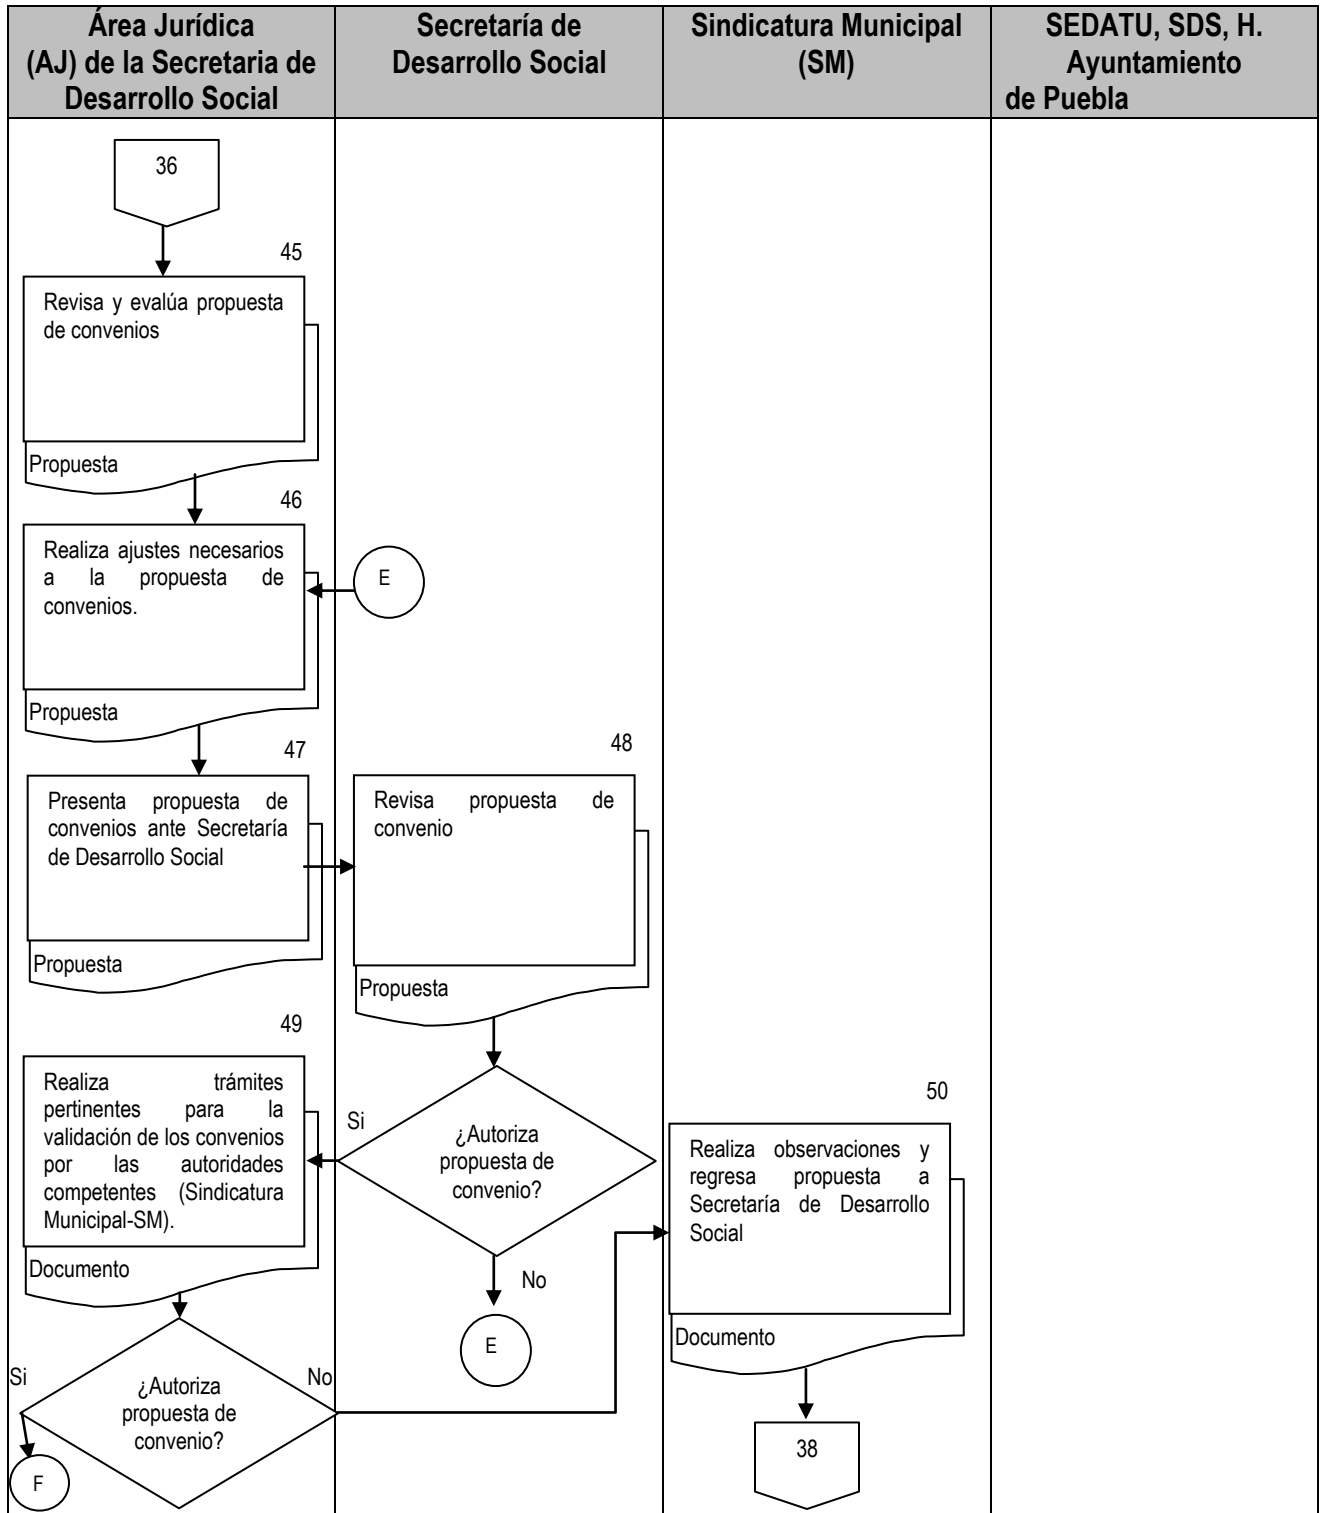 Área Jurídica
(AJ) de la Secretaria de
Desarrollo Social
Secretaría de
Desarrollo Social
Sindicatura Municipal
(SM)
SEDATU, SDS, H.
Ayuntamiento
de Puebla
36
45
Revisa y evalúa propuesta
de convenios
Propuesta
46
Realiza ajustes necesarios
a la propuesta de
convenios.
Propuesta
E
47
Presenta propuesta de
convenios ante Secretaría
de Desarrollo Social
Propuesta
48
Revisa propuesta de
convenio
Propuesta
49
Realiza trámites
pertinentes para la
validación de los convenios
por las autoridades
competentes (Sindicatura
Municipal-SM).
Documento
Si
¿Autoriza
propuesta de
convenio?
No
E
50
Realiza observaciones y
regresa propuesta a
Secretaría de Desarrollo
Social
Documento
Si
¿Autoriza
propuesta de
convenio?
No
F
38